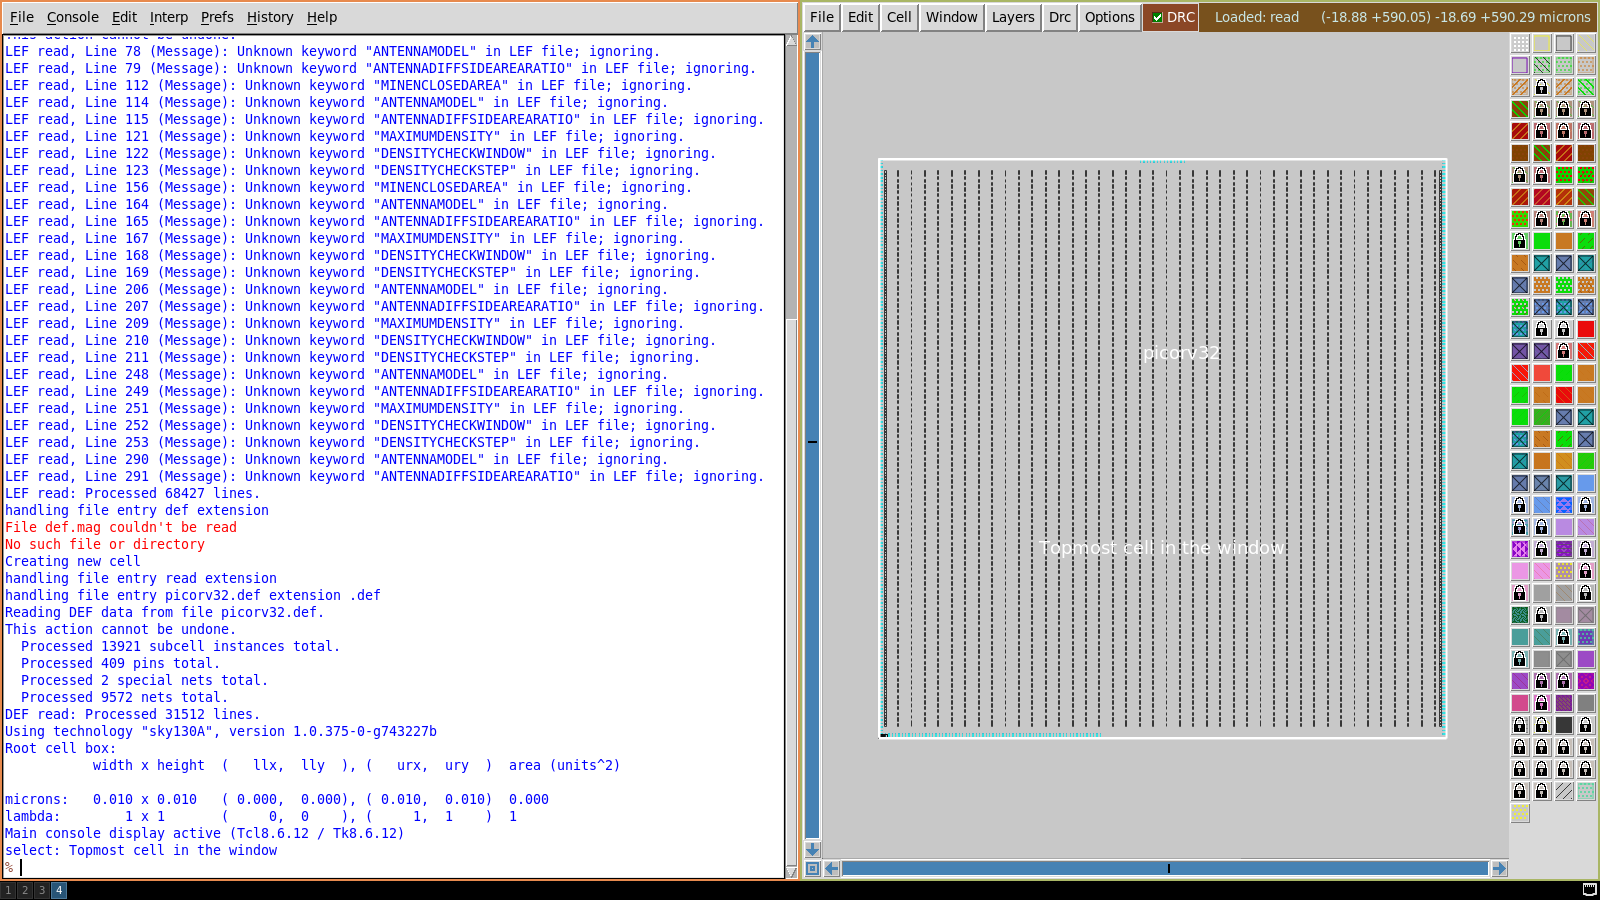 File Console Edit Interp Prefs History Help
This action cannot be undone.
LEF read, Line 78 (Message): Unknown keyword "ANTENNAMODEL" in LEF file; ignoring.
LEF read, Line 79 (Message): Unknown keyword "ANTENNADIFFSIDEAREARATIO" in LEF file; ignoring.
LEF read, Line 112 (Message): Unknown keyword "MINENCLOSEDAREA" in LEF file; ignoring.
LEF read, Line 114 (Message): Unknown keyword "ANTENNAMODEL" in LEF file; ignoring.
LEF read, Line 115 (Message): Unknown keyword "ANTENNADIFFSIDEAREARATIO" in LEF file; ignoring.
LEF read, Line 121 (Message): Unknown keyword "MAXIMUMDENSITY" in LEF file; ignoring.
LEF read, Line 122 (Message): Unknown keyword "DENSITYCHECKWINDOW" in LEF file; ignoring.
LEF read, Line 123 (Message): Unknown keyword "DENSITYCHECKSTEP" in LEF file; ignoring.
LEF read, Line 156 (Message): Unknown keyword "MINENCLOSEDAREA" in LEF file; ignoring.
LEF read, Line 164 (Message): Unknown keyword "ANTENNAMODEL" in LEF file; ignoring.
LEF read, Line 165 (Message): Unknown keyword "ANTENNADIFFSIDEAREARATIO" in LEF file; ignoring.
LEF read, Line 167 (Message): Unknown keyword "MAXIMUMDENSITY" in LEF file; ignoring.
LEF read, Line 168 (Message): Unknown keyword "DENSITYCHECKWINDOW" in LEF file; ignoring.
LEF read, Line 169 (Message): Unknown keyword "DENSITYCHECKSTEP" in LEF file; ignoring.
LEF read, Line 206 (Message): Unknown keyword "ANTENNAMODEL" in LEF file; ignoring.
LEF read, Line 207 (Message): Unknown keyword "ANTENNADIFFSIDEAREARATIO" in LEF file; ignoring.
LEF read, Line 209 (Message): Unknown keyword "MAXIMUMDENSITY" in LEF file; ignoring.
LEF read, Line 210 (Message): Unknown keyword "DENSITYCHECKWINDOW" in LEF file; ignoring.
LEF read, Line 211 (Message): Unknown keyword "DENSITYCHECKSTEP" in LEF file; ignoring.
LEF read, Line 248 (Message): Unknown keyword "ANTENNAMODEL" in LEF file; ignoring.
LEF read, Line 249 (Message): Unknown keyword "ANTENNADIFFSIDEAREARATIO" in LEF file; ignoring.
LEF read, Line 251 (Message): Unknown keyword "MAXIMUMDENSITY" in LEF file; ignoring.
LEF read, Line 252 (Message): Unknown keyword "DENSITYCHECKWINDOW" in LEF file; ignoring.
LEF read, Line 253 (Message): Unknown keyword "DENSITYCHECKSTEP" in LEF file; ignoring.
LEF read, Line 290 (Message): Unknown keyword "ANTENNAMODEL" in LEF file; ignoring.
LEF read, Line 291 (Message): Unknown keyword "ANTENNADIFFSIDEAREARATIO" in LEF file; ignoring.
LEF read: Processed 68427 lines.
handling file entry def extension
File def.mag couldn't be read
No such file or directory
Creating new cell
handling file entry read extension
handling file entry picorv32.def extension .def
Reading DEF data from file picorv32.def.
This action cannot be undone.
Processed 13921 subcell instances total.
Processed 409 pins total.
Processed 2 special nets total.
Processed 9572 nets total.
DEF read: Processed 31512 lines.
Using technology "sky130A", version 1.0.375-0-g743227b
Root cell box:
width x height ( llx, lly ), ( urx, ury ) area (units^2)
microns: 0.010 x 0.010 ( 0.000, 0.000), ( 0.010, 0.010) 0.000
lambda: 1 x 1 ( 0, 0 ), ( 1, 1 ) 1
Main console display active (Tcl8.6.12 / Tk8.6.12)
select: Topmost cell in the window
%
1 2 3 4
File Edit Cell Window Layers Drc Options DRC Loaded: read (-18.88 +590.05) -18.69 +590.29 microns
picorv32
Topmost cell in the window